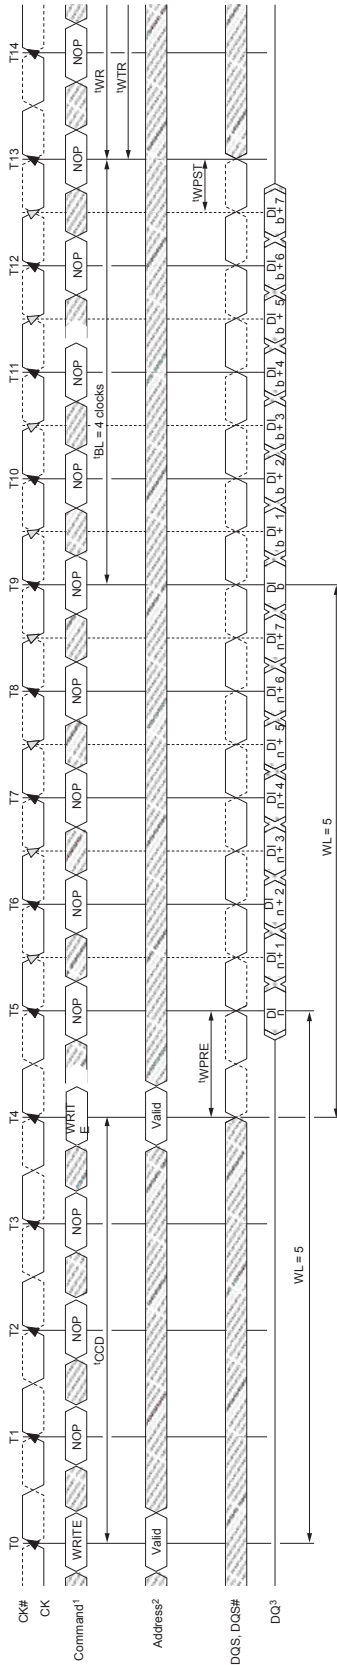 T0 T1 T2 T3 T4 T5 T6 T7 T8 T9 T10 T11 T12 T13 T14
CK#
CK
Command1 WRITE NOP NOP NOP WRIT NOP NOP NOP NOP NOP NOP NOP NOP NOP NOP
E
tCCD tBL = 4 clocks tWR
tWTR
Address2 Valid Valid
tWPRE tWPST
DQS, DQS#
DQ3 DI DI DI DI DI DI DI DI DI DI DI DI DI DI DI DI
n n + 1 n + 2 n + 3 n + 4 n + 5 n + 6 n + 7 b b + 1 b + 2 b + 3 b + 4 b + 5 b + 6 b + 7
WL = 5
WL = 5